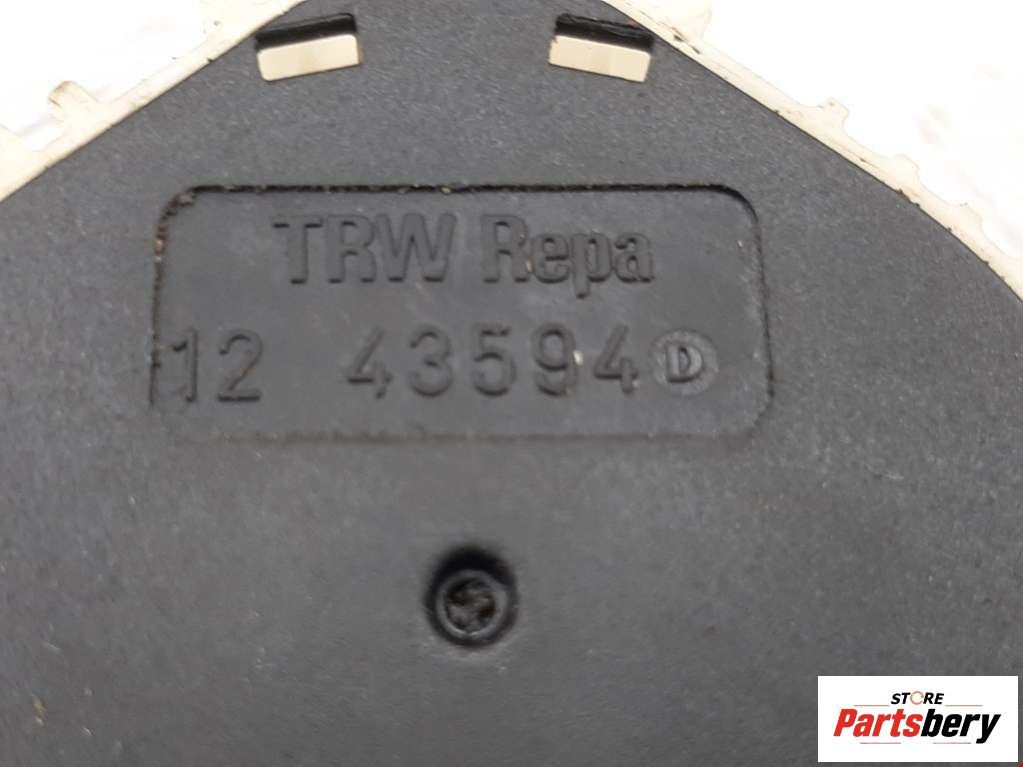 TRW Repa
12 43594 D
STORE
Partsbery